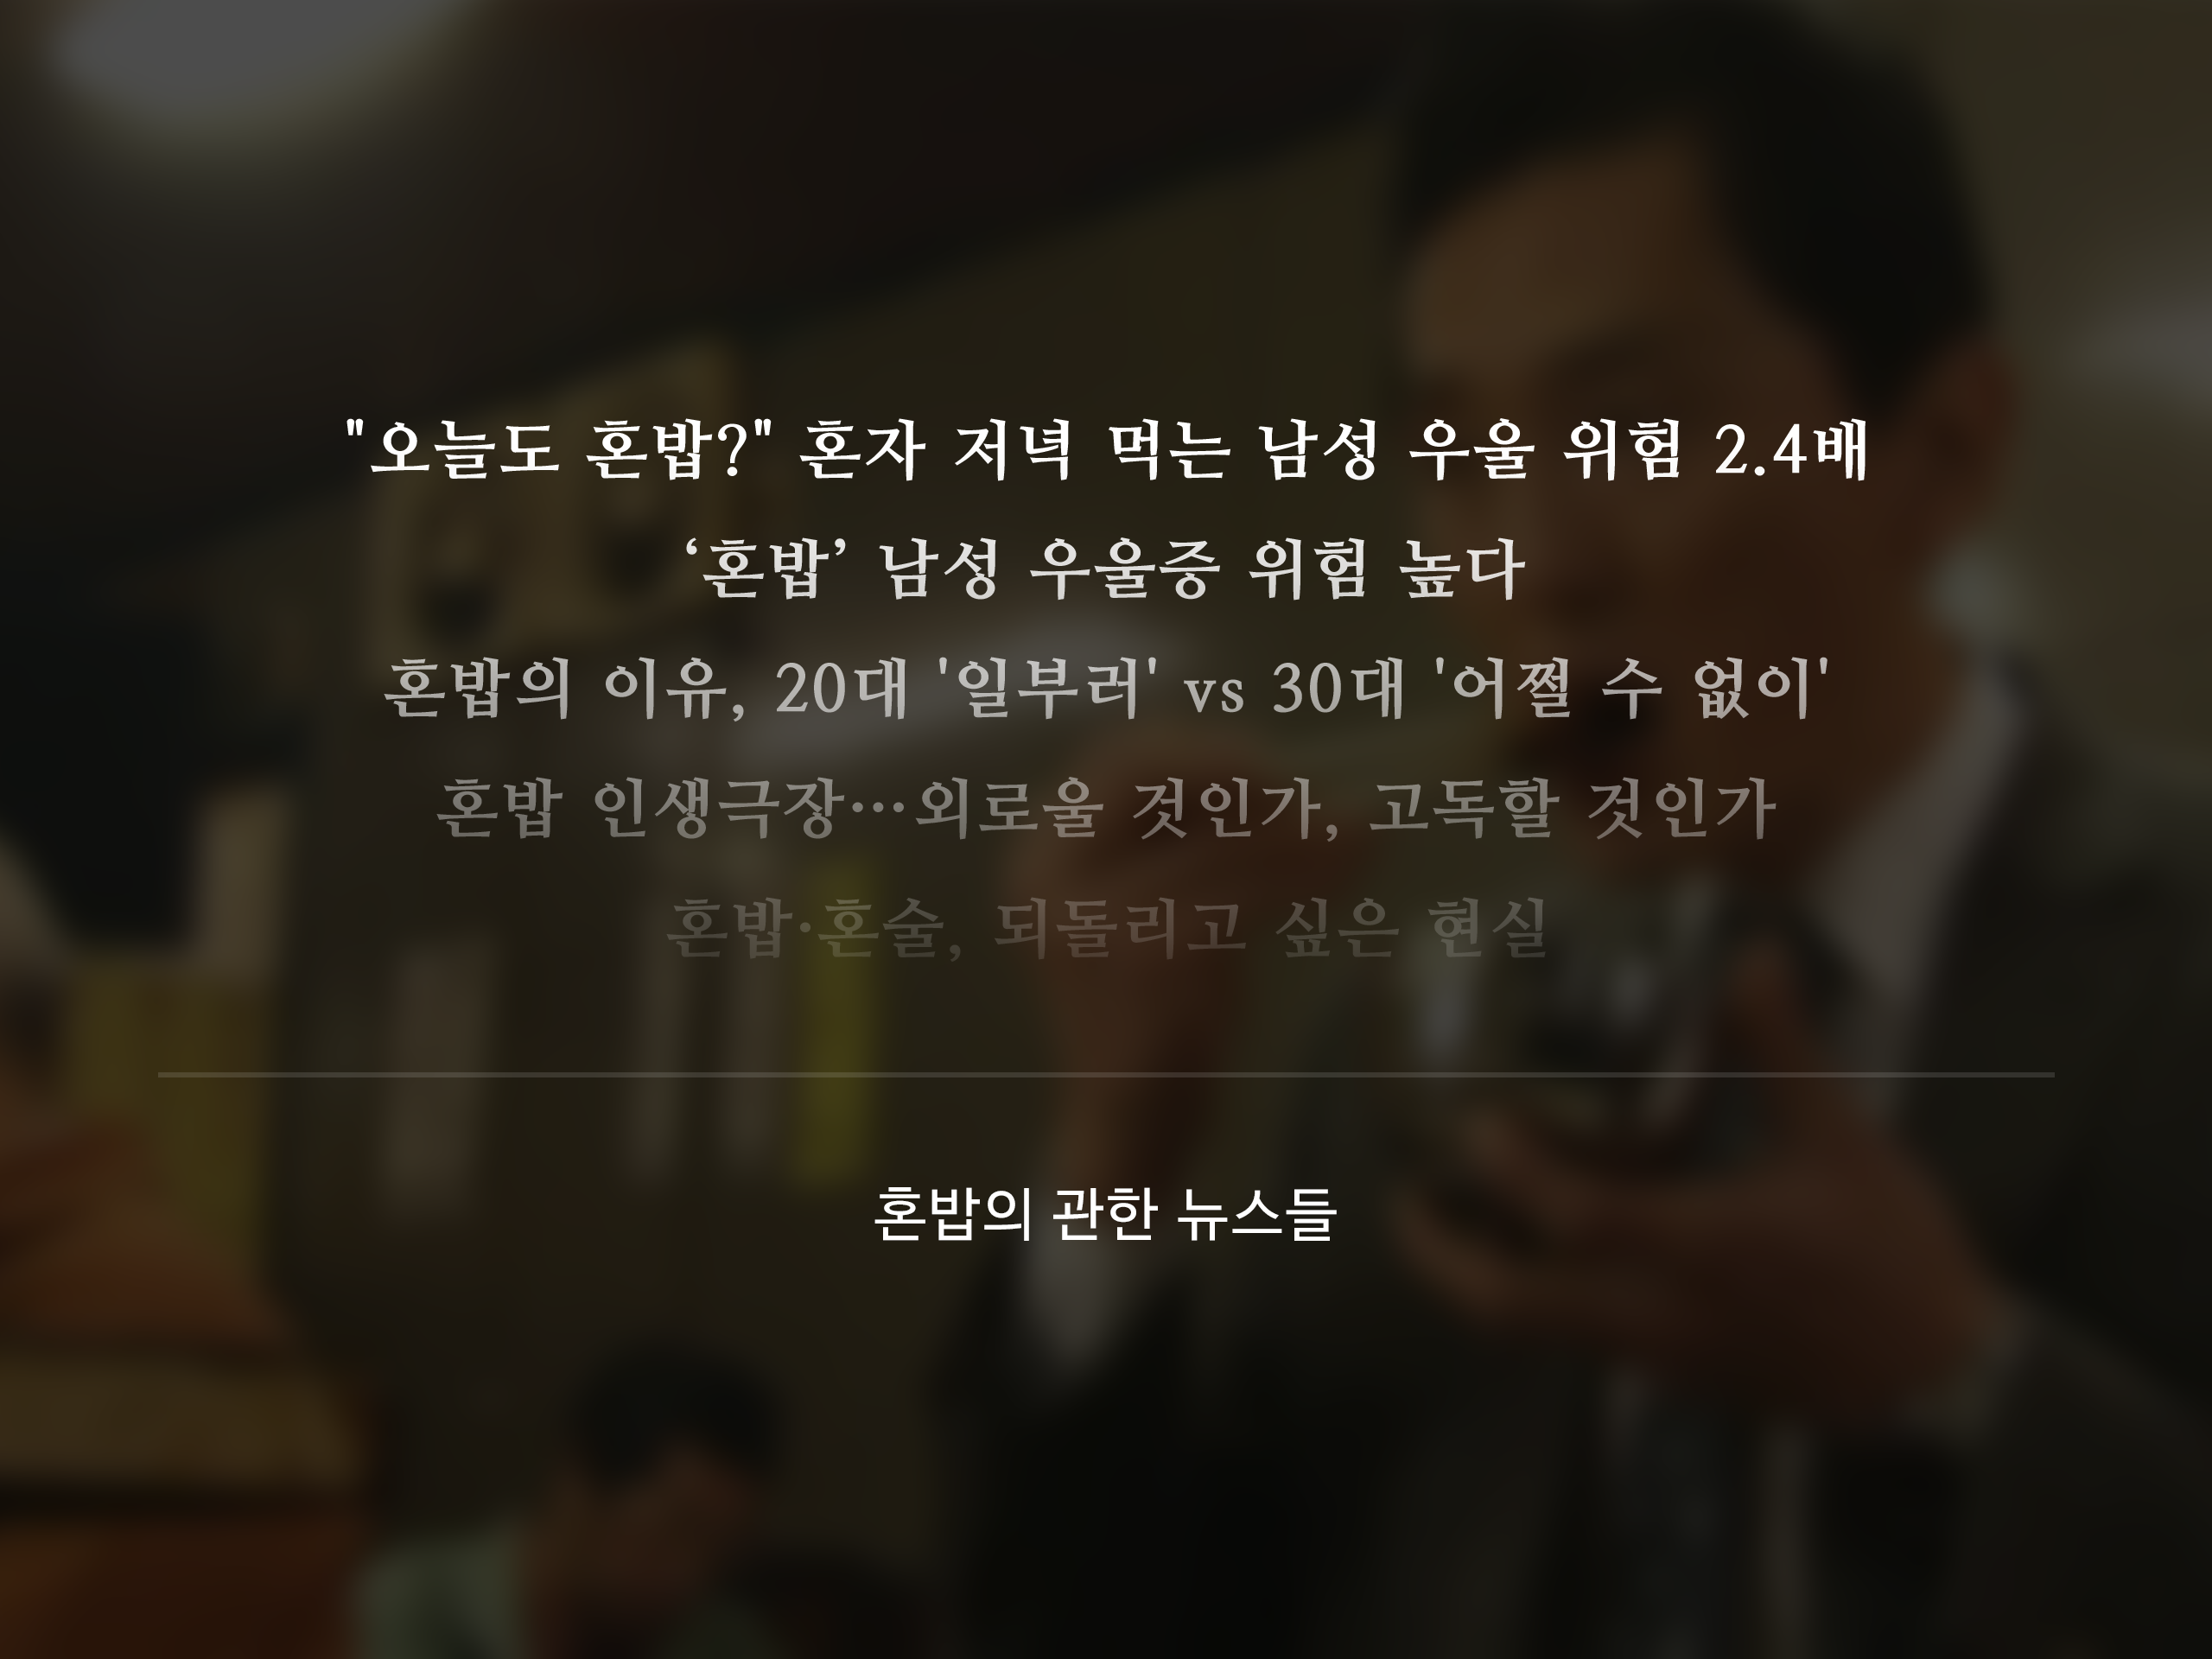 "오늘도 혼밥?" 혼자 저녁 먹는 남성 우울 위험 2.4배
‘혼밥’ 남성 우울증 위험 높다
혼밥의 이유, 20대 '일부러' vs 30대 '어쩔 수 없이'
혼밥 인생극장…외로울 것인가, 고독할 것인가
혼밥·혼술, 되돌리고 싶은 현실
혼밥의 관한 뉴스들